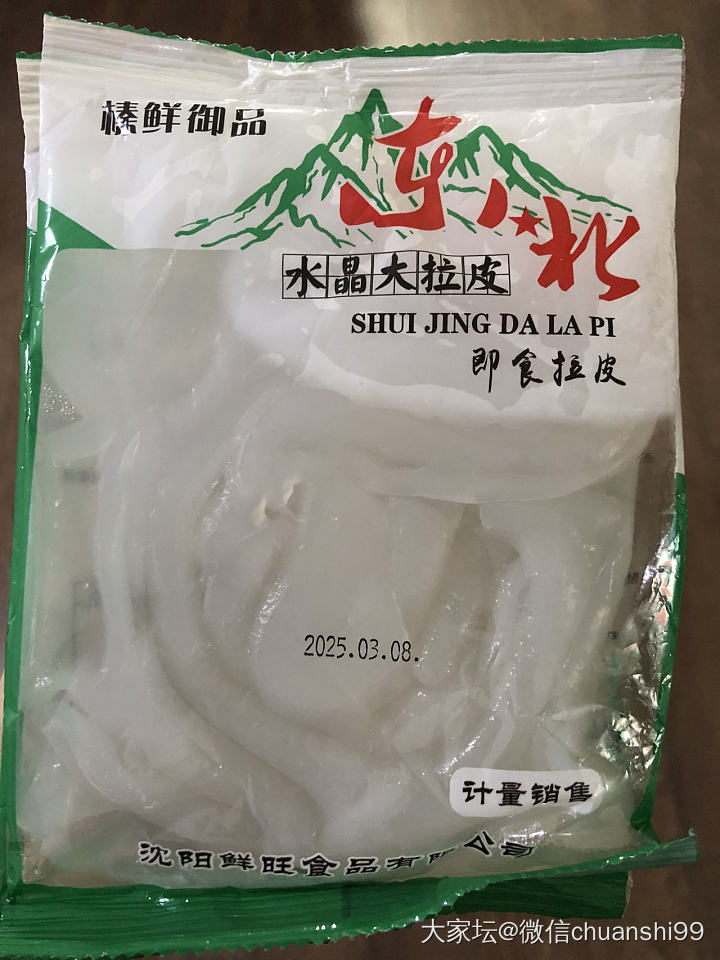 榛鲜御品
东北
水晶大拉皮
SHUI JING DA LA PI
即食拉皮
2025.03.08.
计量销售
沈阳鲜旺食品有限公司
大家坛@微信chuanshi99